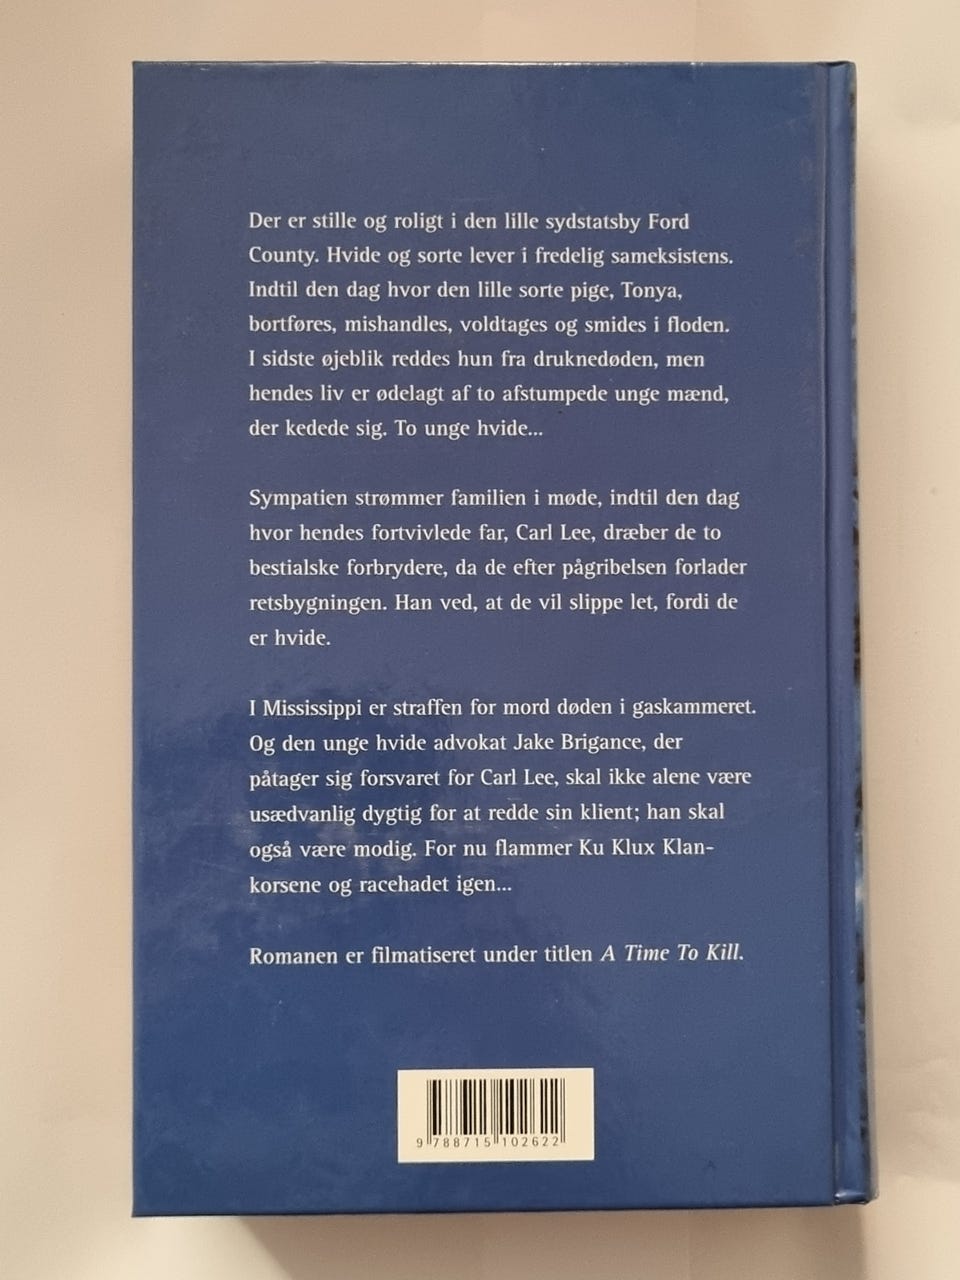 Der er stille og roligt i den lille sydstatsby Ford
County. Hvide og sorte lever i fredelig sameksistens.
Indtil den dag hvor den lille sorte pige, Tonya,
bortføres, mishandles, voldtages og smides i floden.
I sidste øjeblik reddes hun fra druknedøden, men
hendes liv er ødelagt af to afstumpede unge mænd,
der kedede sig. To unge hvide...
Sympatien strømmer familien i møde, indtil den dag
hvor hendes fortvivlede far, Carl Lee, dræber de to
bestialske forbrydere, da de efter pågribelsen forlader
retsbygningen. Han ved, at de vil slippe let, fordi de
er hvide.
I Mississippi er straffen for mord døden i gaskammeret.
Og den unge hvide advokat Jake Brigance, der
påtager sig forsvaret for Carl Lee, skal ikke alene være
usædvanlig dygtig for at redde sin klient; han skal
også være modig. For nu flammer Ku Klux Klan-
korsene og racehadet igen...
Romanen er filmatiseret under titlen A Time To Kill.
9 788715 102622